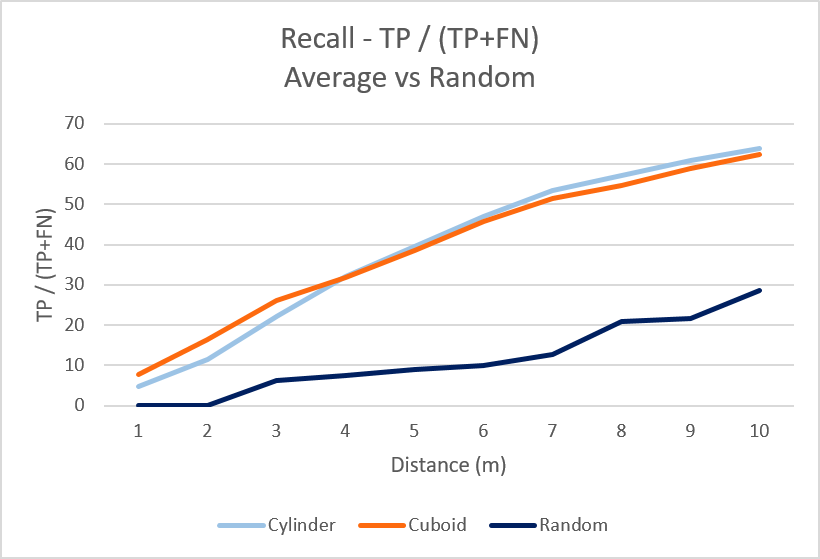 Recall - TP / (TP+FN)
Average vs Random
TP / (TP+FN)
70
60
50
40
30
20
10
0
1 2 3 4 5 6 7 8 9 10
Distance (m)
Cylinder Cuboid Random